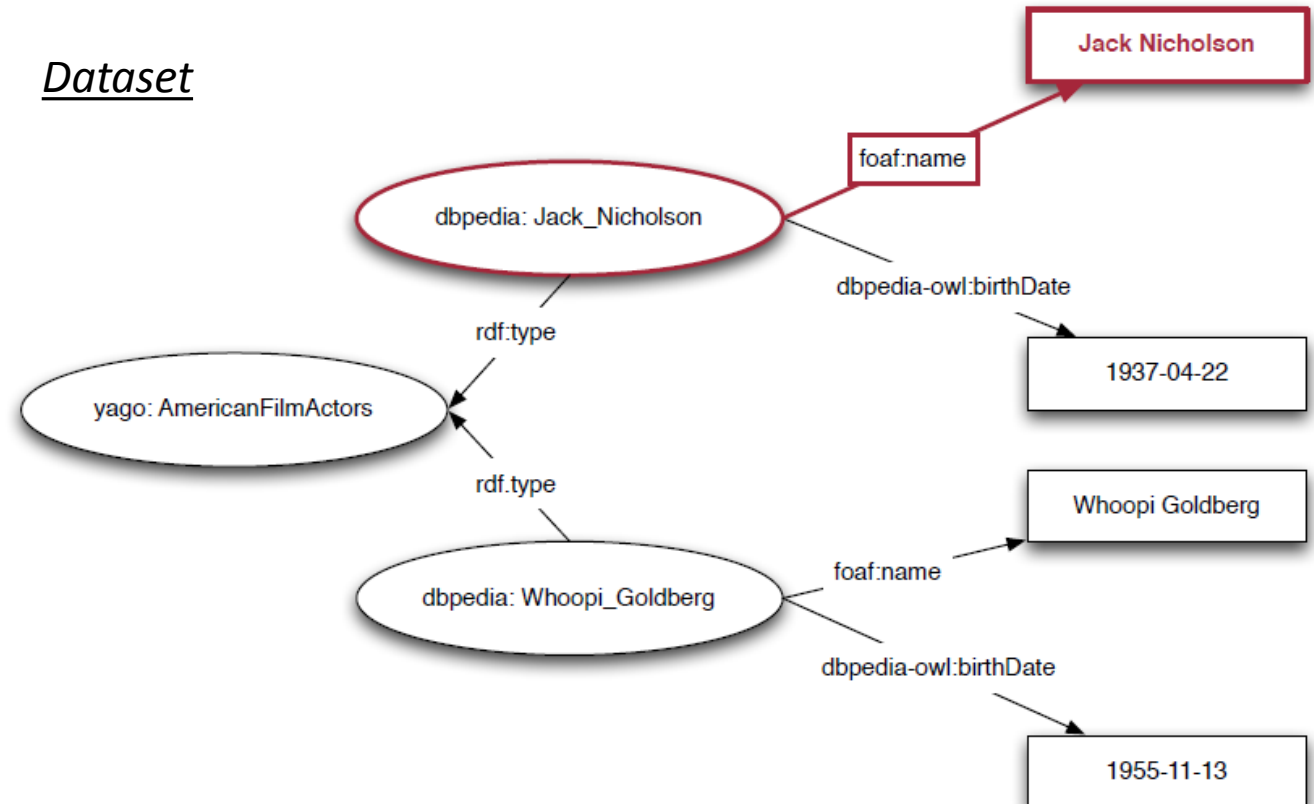 Jack Nicholson
Dataset
foaf:name
dbpedia: Jack_Nicholson
dbpedia-owl:birthDate
rdf:type
1937-04-22
yago: AmericanFilmActors
rdf.type
Whoopi Goldberg
foaf:name
dbpedia: Whoopi_Goldberg
dbpedia-owl:birthDate
1955-11-13